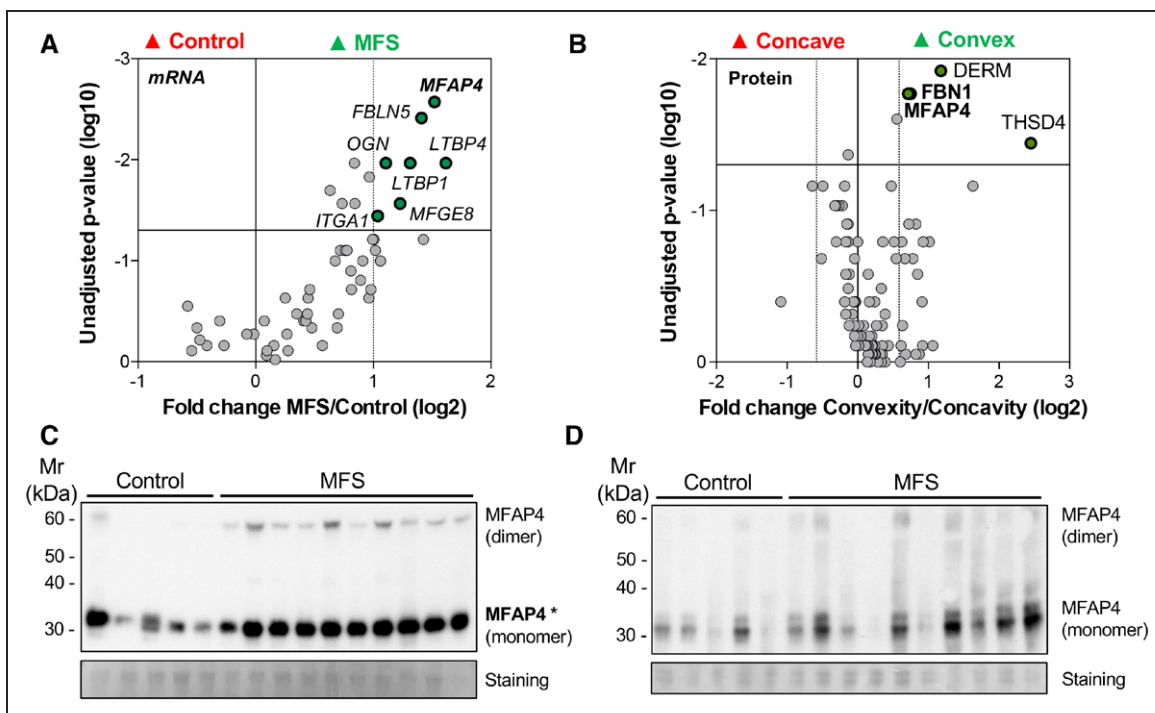 A
▲ Control
▲ MFS
-3
mRNA
MFAP4
FBLN5
OGN
LTBP4
-2
LTBP1
ITGA1
MFGE8
-1
0
Unadjusted p-value (log10)
-1
0
1
2
Fold change MFS/Control (log2)
B
▲ Concave
▲ Convex
-2
Protein
DERM
FBN1
MFAP4
THSD4
-1
0
Unadjusted p-value (log10)
-2
-1
0
1
2
3
Fold change Convexity/Concavity (log2)
C
Mr
(kDa)
Control
MFS
60 -
50 -
40 -
30 -
MFAP4
(dimer)
MFAP4 *
(monomer)
Staining
D
Mr
(kDa)
Control
MFS
60 -
50 -
40 -
30 -
MFAP4
(dimer)
MFAP4
(monomer)
Staining